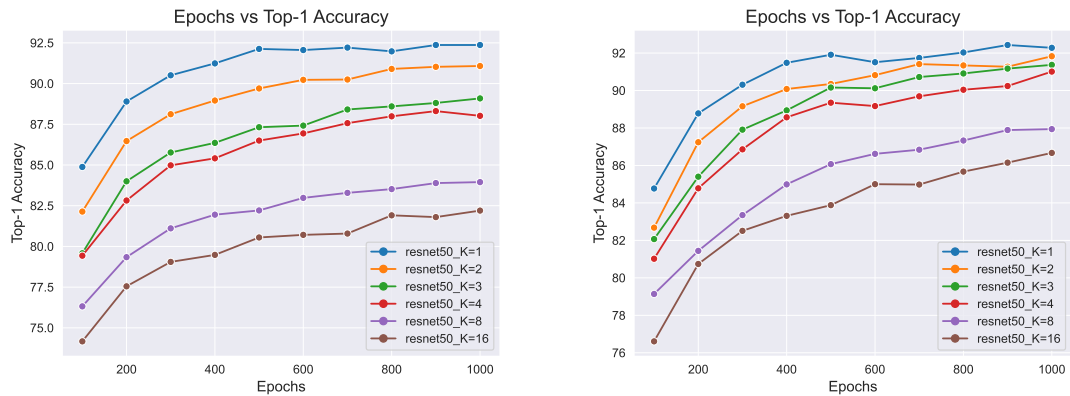 Epochs vs Top-1 Accuracy
92.5
90.0
87.5
85.0
82.5
80.0
77.5
75.0
Top-1 Accuracy
resnet50_K=1
resnet50_K=2
resnet50_K=3
resnet50_K=4
resnet50_K=8
resnet50_K=16
200 400 600 800 1000
Epochs
Epochs vs Top-1 Accuracy
92
90
88
86
84
82
80
78
76
Top-1 Accuracy
resnet50_K=1
resnet50_K=2
resnet50_K=3
resnet50_K=4
resnet50_K=8
resnet50_K=16
200 400 600 800 1000
Epochs